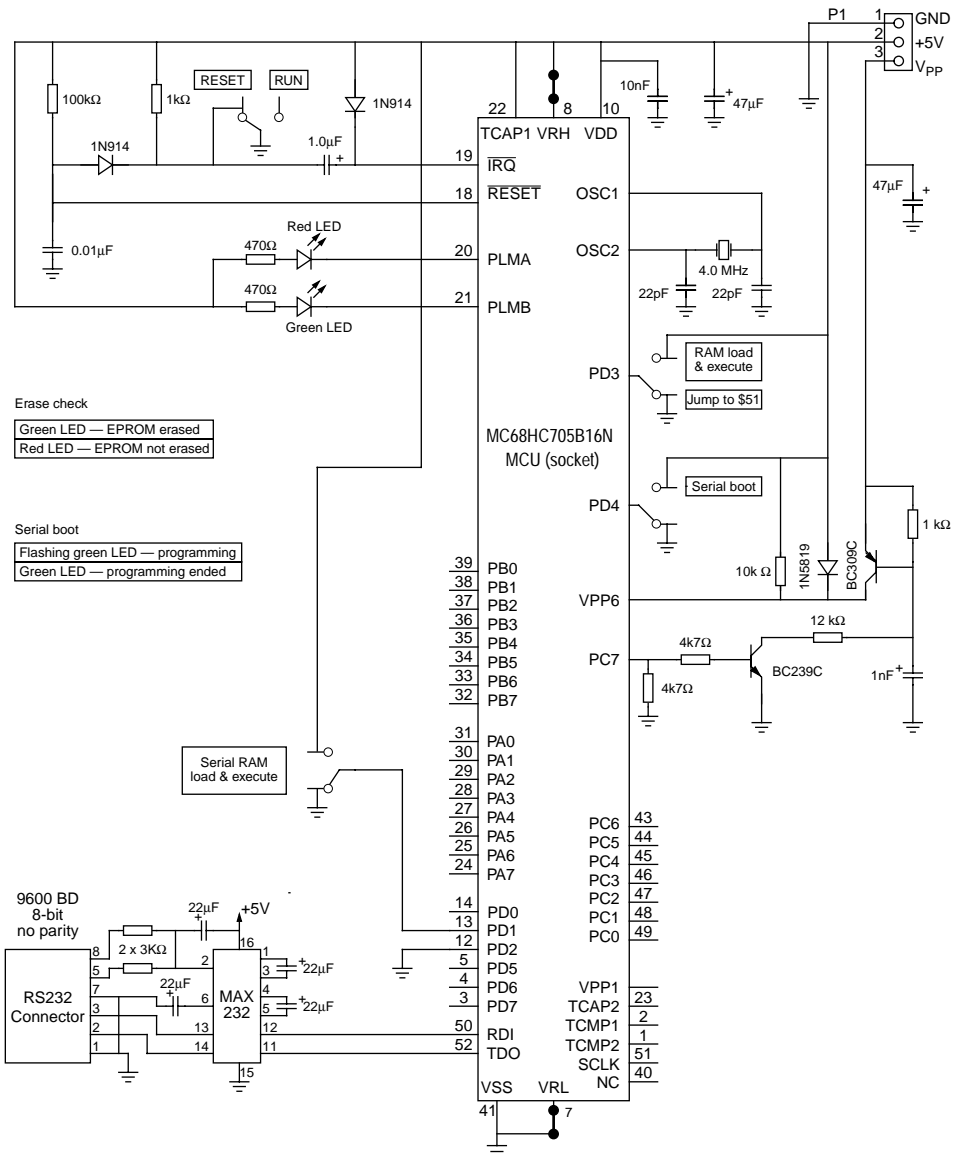 P1
1
GND
2
+5V
3
VPP
RESET
RUN
100kΩ
1kΩ
1N914
10nF
+
47µF
22
8
10
TCAP1 VRH VDD
1N914
1.0µF
+
19
IRQ
18
RESET
OSC1
47µF
+
0.01µF
Red LED
470Ω
20
PLMA
OSC2
4.0 MHz
22pF
22pF
470Ω
21
PLMB
Green LED
RAM load
& execute
PD3
Jump to $51
Erase check
Green LED — EPROM erased
Red LED — EPROM not erased
MC68HC705B16N
MCU (socket)
Serial boot
PD4
1 kΩ
Serial boot
Flashing green LED — programming
Green LED — programming ended
10k Ω
1N5819
BC309C
VPP6
12 kΩ
4k7Ω
PC7
BC239C
4k7Ω
1nF
+
39
PB0
38
PB1
37
PB2
36
PB3
35
PB4
34
PB5
33
PB6
32
PB7
31
PA0
30
PA1
29
PA2
28
PA3
27
PA4
26
PA5
25
PA6
24
PA7
Serial RAM
load & execute
PC6
43
PC5
44
PC4
45
PC3
46
PC2
47
PC1
48
PC0
49
14
PD0
13
PD1
12
PD2
5
PD5
4
PD6
3
PD7
50
RDI
52
TDO
VPP1
TCAP2
23
TCMP1
2
TCMP2
1
SCLK
51
NC
40
9600 BD
8-bit
no parity
22µF
+
+5V
8
5
7
3
2
1
2 x 3KΩ
22µF
+
RS232
Connector
MAX
232
16
2
6
13
14
1
3
4
5
12
11
15
+
22µF
+
22µF
VSS
VRL
41
7